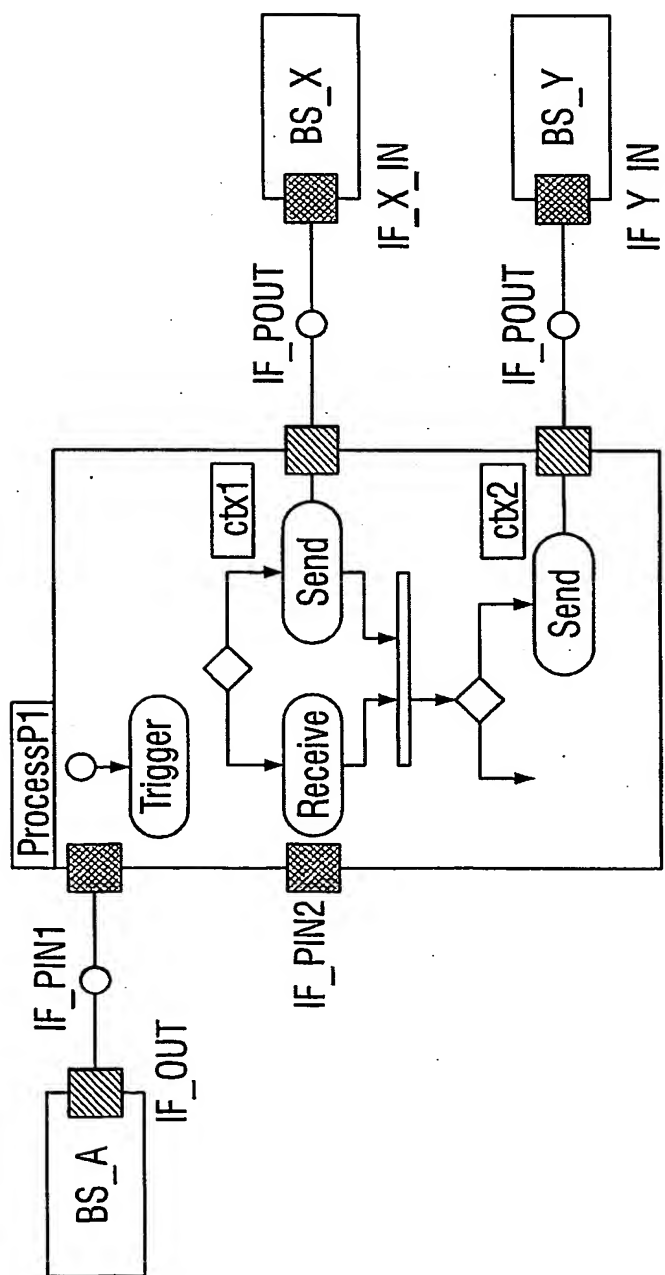 ProcessP1
IF_PIN1
BS_A
IF_OUT
Trigger
ctx1
IF_POUT
BS_X
Receive
Send
IF_PIN2
IF_X_IN
ctx2
IF_POUT
Send
BS_Y
IF_Y_IN